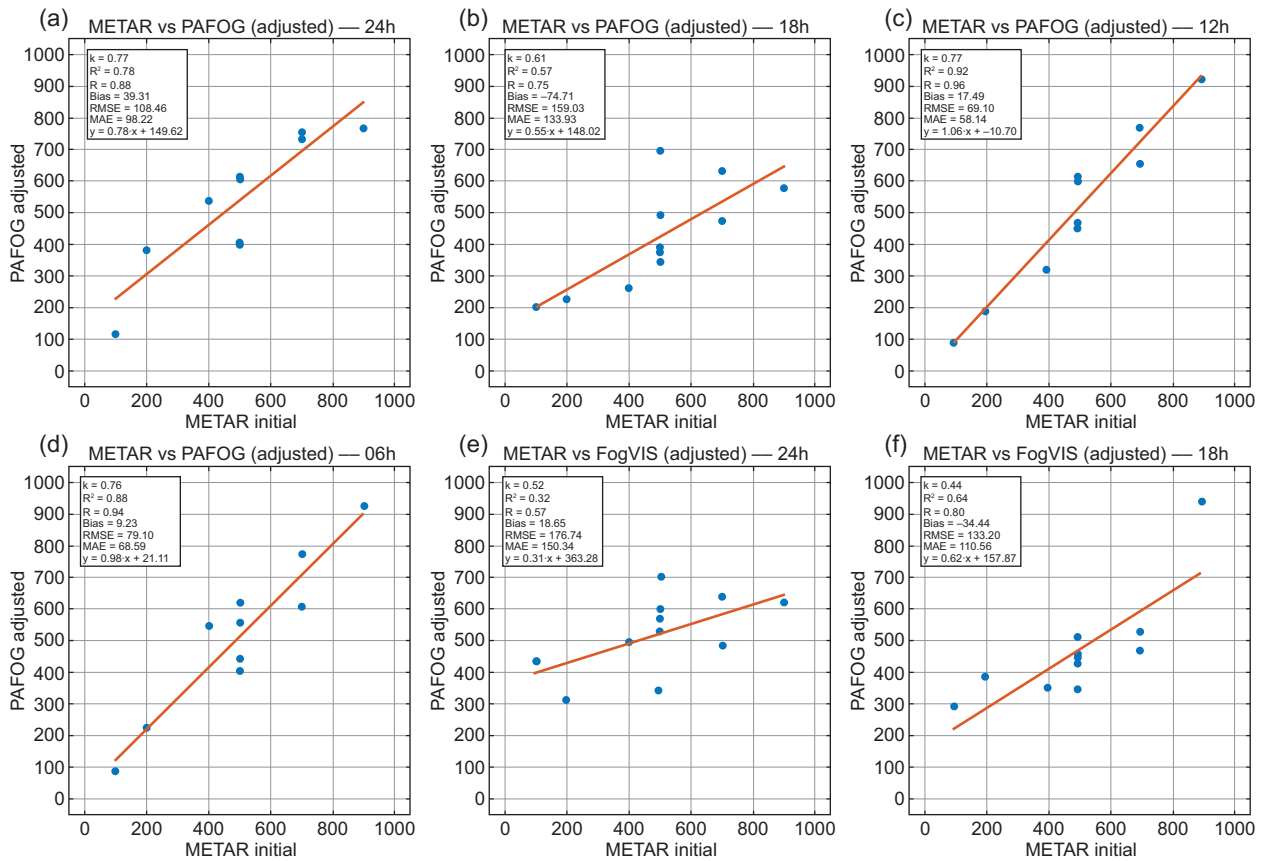 (a) METAR vs PAFOG (adjusted) — 24h
k = 0.77
R² = 0.78
R = 0.88
Bias = 39.31
RMSE = 108.46
MAE = 98.22
y = 0.78·x + 149.62
PAFOG adjusted
1000
900
800
700
600
500
400
300
200
100
0
0 200 400 600 800 1000
METAR initial
(b) METAR vs PAFOG (adjusted) — 18h
k = 0.61
R² = 0.57
R = 0.75
Bias = –74.71
RMSE = 159.03
MAE = 133.93
y = 0.55·x + 148.02
PAFOG adjusted
1000
900
800
700
600
500
400
300
200
100
0
0 200 400 600 800 1000
METAR initial
(c) METAR vs PAFOG (adjusted) — 12h
k = 0.77
R² = 0.92
R = 0.96
Bias = 17.49
RMSE = 69.10
MAE = 58.14
y = 1.06·x + –10.70
PAFOG adjusted
1000
900
800
700
600
500
400
300
200
100
0
0 200 400 600 800 1000
METAR initial
(d) METAR vs PAFOG (adjusted) — 06h
k = 0.76
R² = 0.88
R = 0.94
Bias = 9.23
RMSE = 79.10
MAE = 68.59
y = 0.98·x + 21.11
PAFOG adjusted
1000
900
800
700
600
500
400
300
200
100
0
0 200 400 600 800 1000
METAR initial
(e) METAR vs FogVIS (adjusted) — 24h
k = 0.52
R² = 0.32
R = 0.57
Bias = 18.65
RMSE = 176.74
MAE = 150.34
y = 0.31·x + 363.28
PAFOG adjusted
1000
900
800
700
600
500
400
300
200
100
0
0 200 400 600 800 1000
METAR initial
(f) METAR vs FogVIS (adjusted) — 18h
k = 0.44
R² = 0.64
R = 0.80
Bias = –34.44
RMSE = 133.20
MAE = 110.56
y = 0.62·x + 157.87
PAFOG adjusted
1000
900
800
700
600
500
400
300
200
100
0
0 200 400 600 800 1000
METAR initial